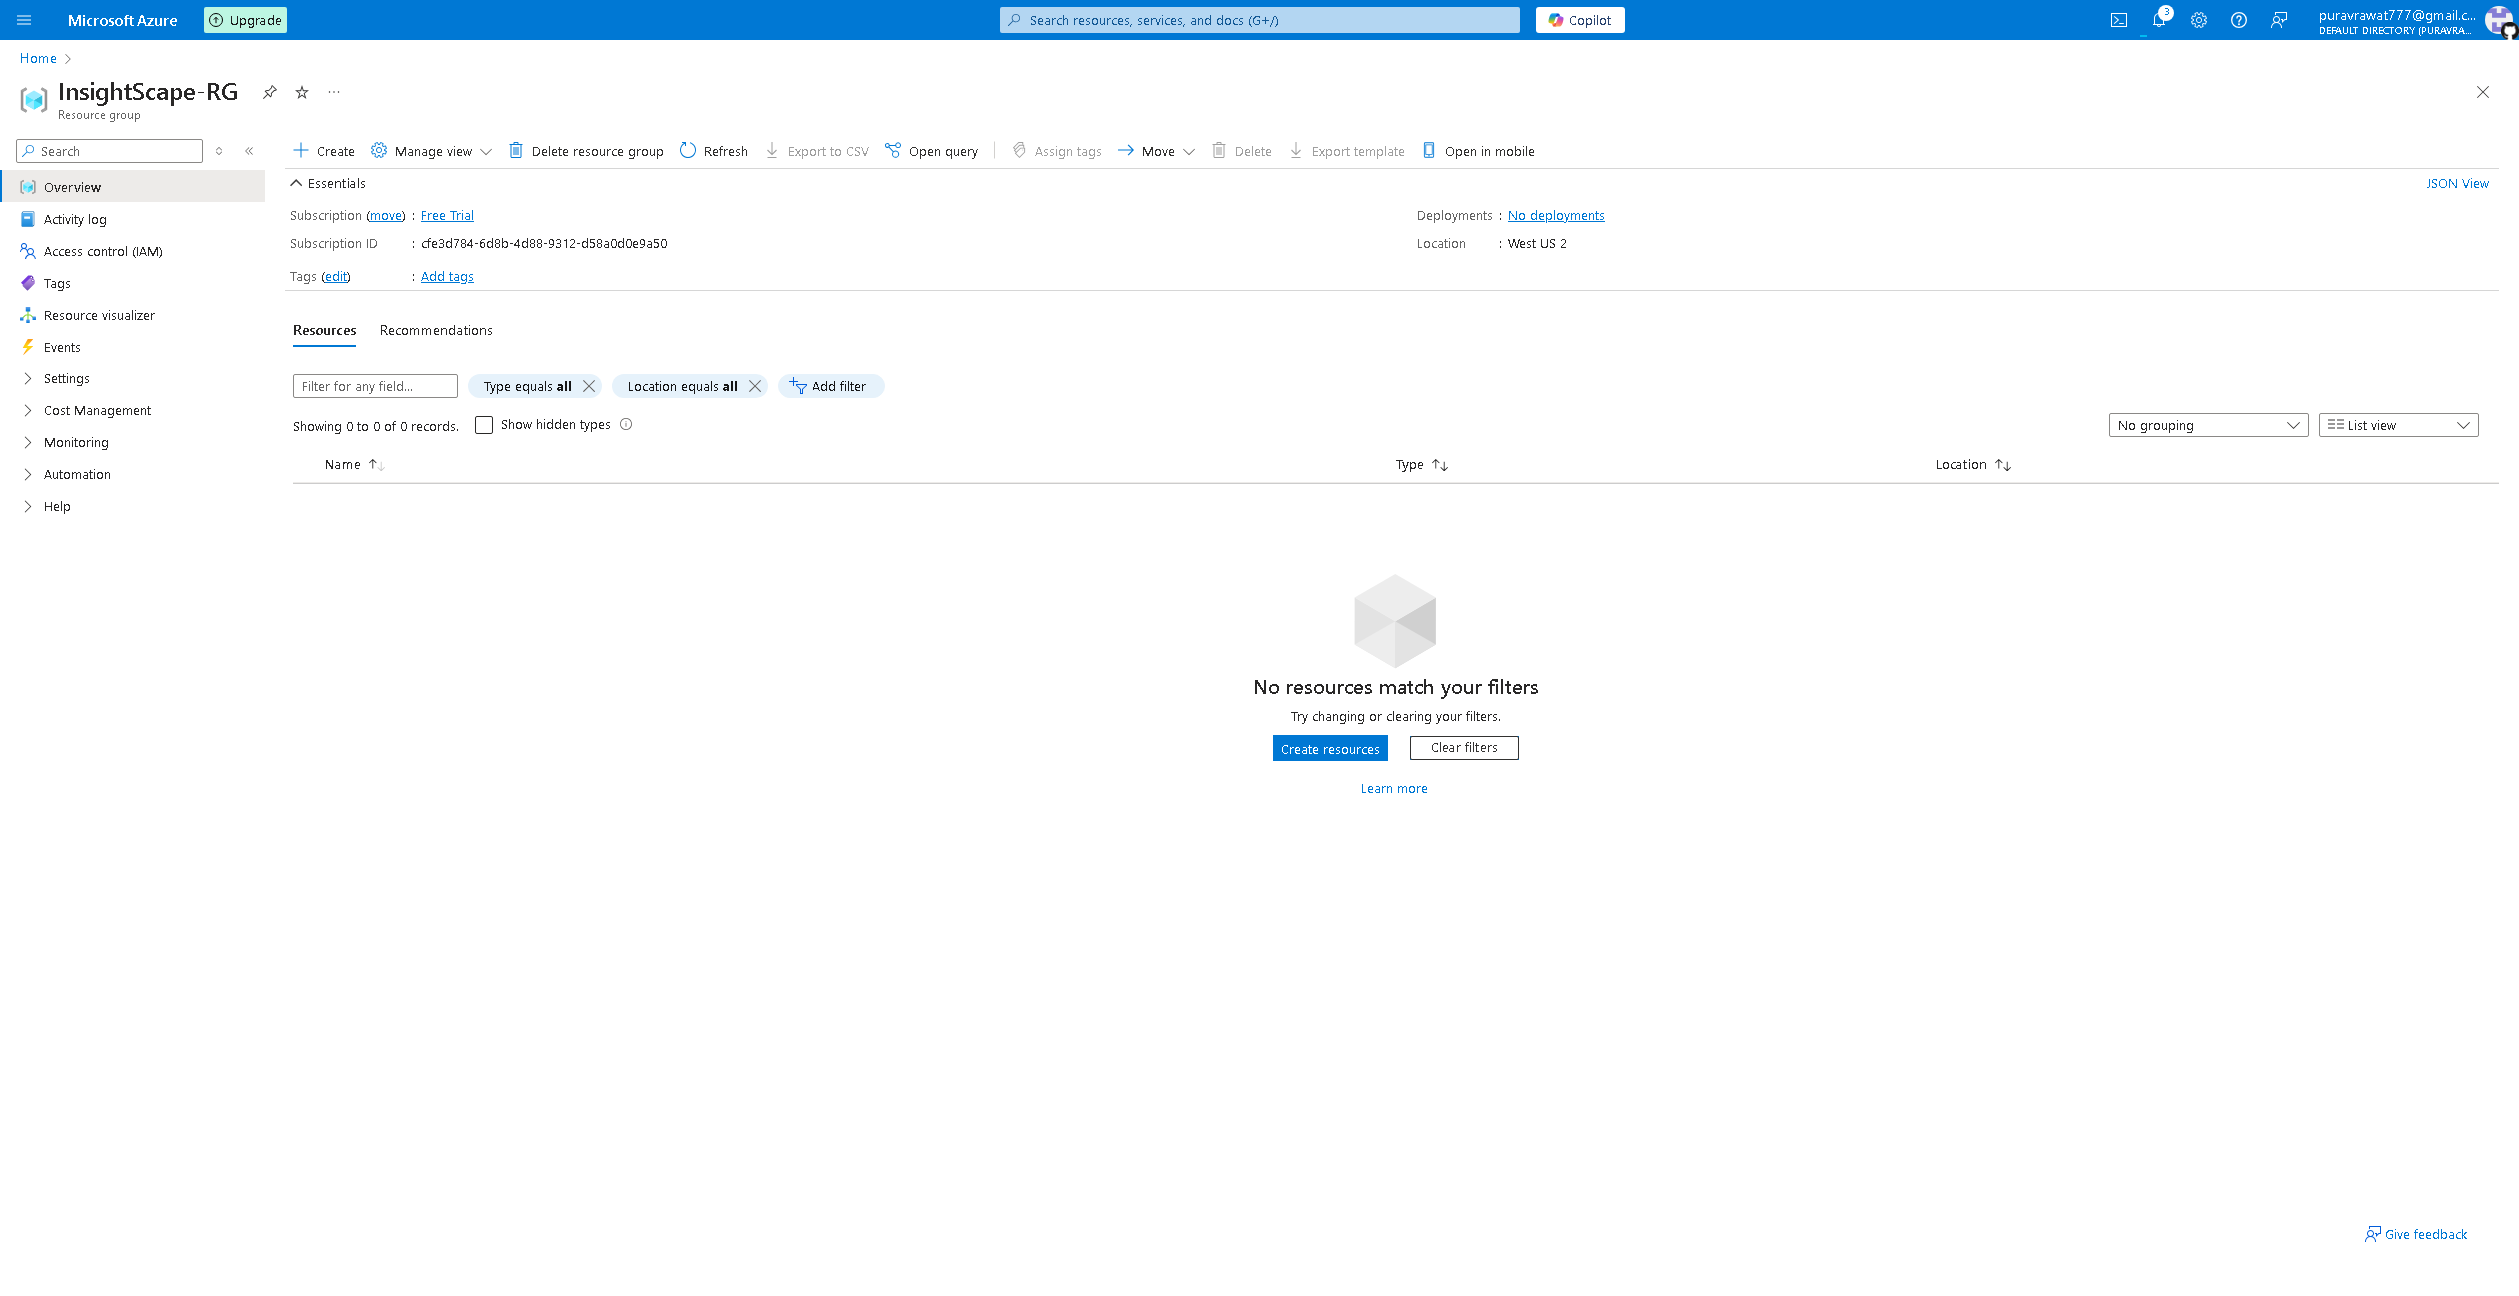 Microsoft Azure
Upgrade
Search resources, services, and docs (G+/)
Copilot
3
puravrawat777@gmail.c...
DEFAULT DIRECTORY (PURAVRA...
Home
InsightScape-RG
Resource group
Search
Create
Manage view
Delete resource group
Refresh
Export to CSV
Open query
Assign tags
Move
Delete
Export template
Open in mobile
Overview
Activity log
Access control (IAM)
Tags
Resource visualizer
Events
Settings
Cost Management
Monitoring
Automation
Help
Essentials
JSON View
Subscription (move) : Free Trial
Subscription ID : cfe3d784-6d8b-4d88-9312-d58a0d0e9a50
Tags (edit) : Add tags
Deployments : No deployments
Location : West US 2
Resources
Recommendations
Filter for any field...
Type equals all
Location equals all
Add filter
Showing 0 to 0 of 0 records.
Show hidden types
No grouping
List view
Name
Type
Location
No resources match your filters
Try changing or clearing your filters.
Create resources
Clear filters
Learn more
Give feedback